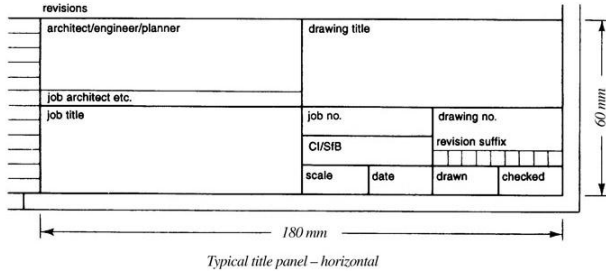 revisions
architect/engineer/planner
drawing title
job architect etc.
job title
job no.
drawing no.
CI/SfB
revision suffix
scale
date
drawn
checked
60 mm
180 mm
Typical title panel – horizontal